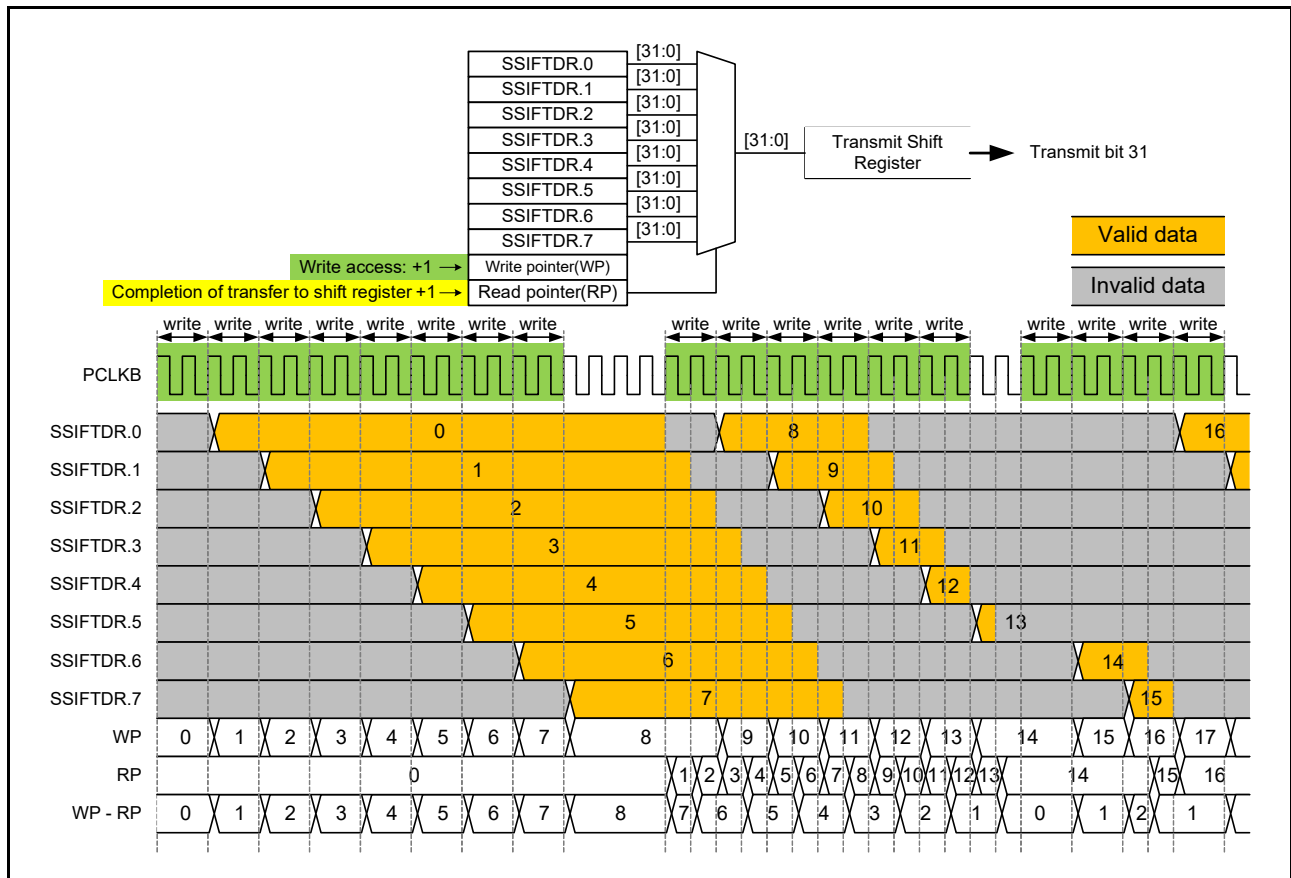 SSIFTDR.0 [31:0]
SSIFTDR.1 [31:0]
SSIFTDR.2 [31:0]
SSIFTDR.3 [31:0]
SSIFTDR.4 [31:0]
SSIFTDR.5 [31:0]
SSIFTDR.6 [31:0]
SSIFTDR.7 [31:0]
[31:0] Transmit Shift
Register
Transmit bit 31
Valid data
Invalid data
Write access: +1 → Write pointer(WP)
Completion of transfer to shift register +1 → Read pointer(RP)
write write write write write write write write write write write write write write write write write write
PCLKB
SSIFTDR.0 0 8 16
SSIFTDR.1 1 9
SSIFTDR.2 2 10
SSIFTDR.3 3 11
SSIFTDR.4 4 12
SSIFTDR.5 5 13
SSIFTDR.6 6 14
SSIFTDR.7 7 15
WP 0 1 2 3 4 5 6 7 8 9 10 11 12 13 14 15 16 17
RP 0 1 2 3 4 5 6 7 8 9 10 11 12 13 14 15 16
WP - RP 0 1 2 3 4 5 6 7 8 7 6 5 4 3 2 1 0 1 2 1